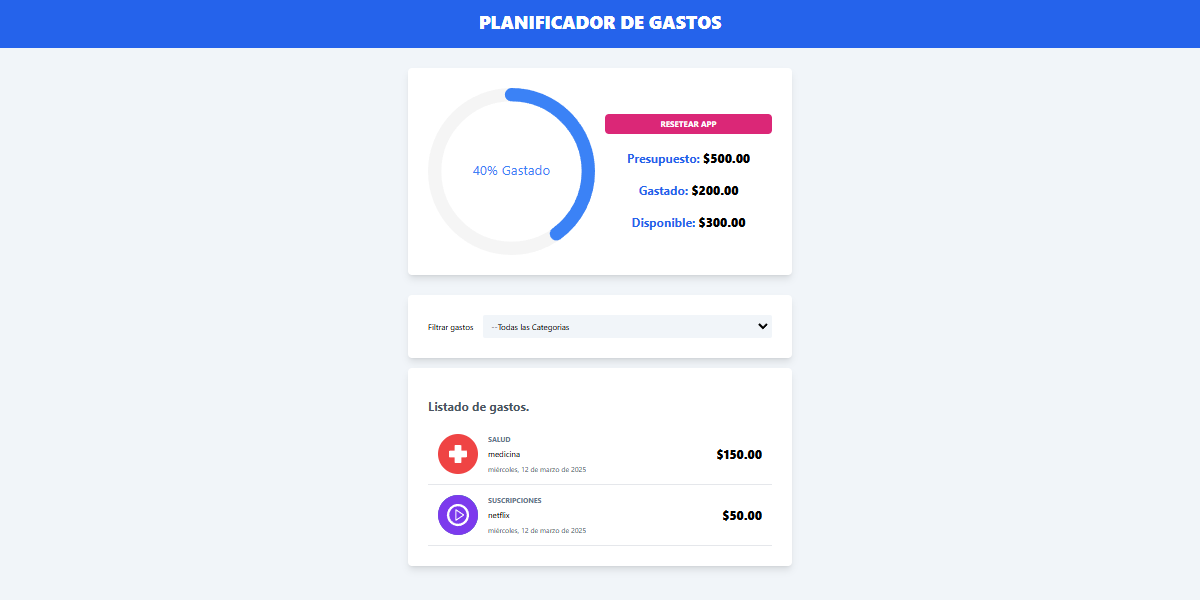 PLANIFICADOR DE GASTOS
40% Gastado
RESETEAR APP
Presupuesto: $500.00
Gastado: $200.00
Disponible: $300.00
Filtrar gastos
--Todas las Categorias
Listado de gastos.
SALUD
medicina
$150.00
miércoles, 12 de marzo de 2025
SUSCRIPCIONES
netflix
$50.00
miércoles, 12 de marzo de 2025